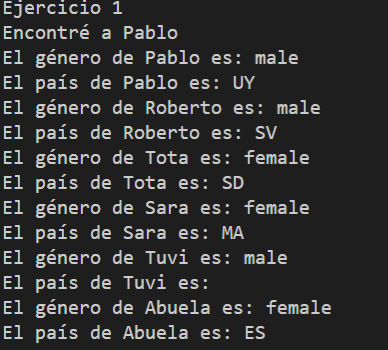 Ejercicio 1
Encontré a Pablo
El género de Pablo es: male
El país de Pablo es: UY
El género de Roberto es: male
El país de Roberto es: SV
El género de Tota es: female
El país de Tota es: SD
El género de Sara es: female
El país de Sara es: MA
El género de Tuvi es: male
El país de Tuvi es:
El género de Abuela es: female
El país de Abuela es: ES